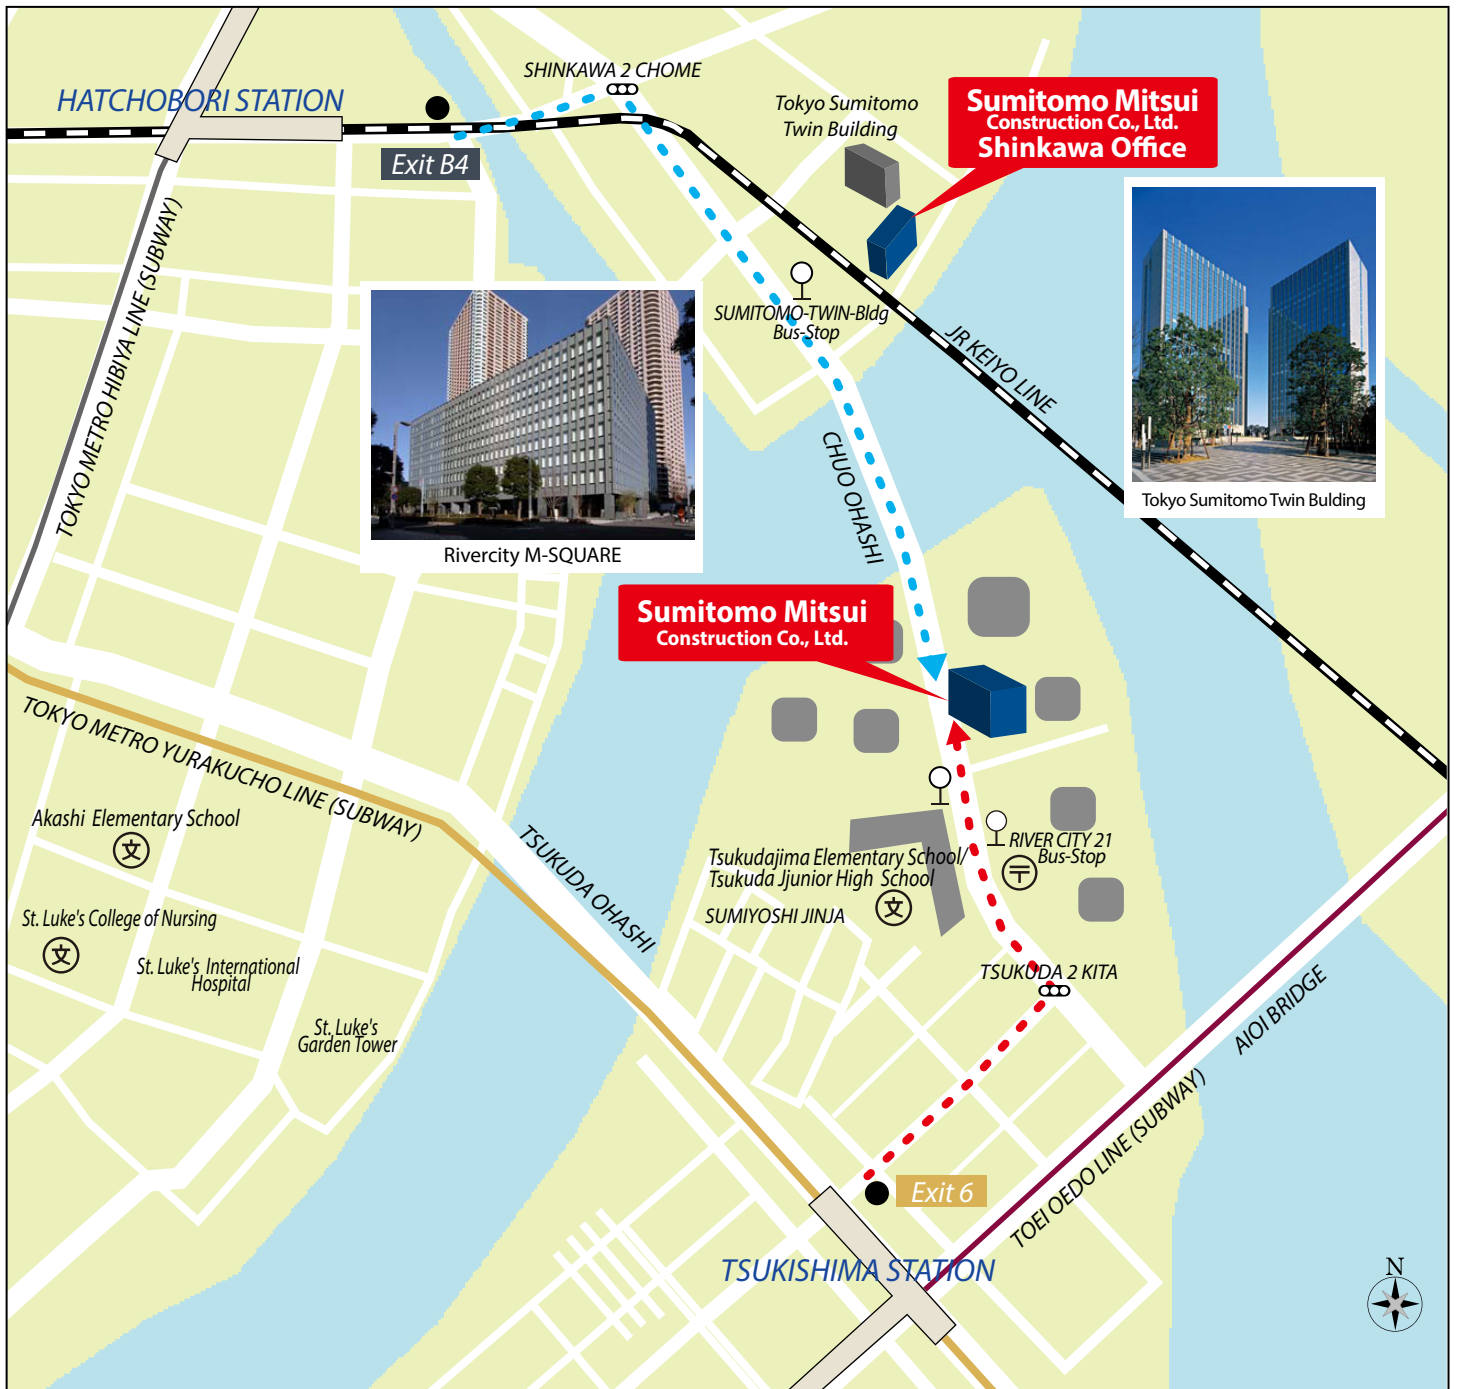 SHINKAWA 2 CHOME
HATCHOBORI STATION
Exit B4
Tokyo Sumitomo
Twin Building
Sumitomo Mitsui
Construction Co., Ltd.
Shinkawa Office
TOKYO METRO HIBIYA LINE (SUBWAY)
SUMITOMO-TWIN-Bldg
Bus-Stop
JR KEIYO LINE
CHUO OHASHI
Tokyo Sumitomo Twin Bulding
Rivercity M-SQUARE
Sumitomo Mitsui
Construction Co., Ltd.
TOKYO METRO YURAKUCHO LINE (SUBWAY)
Akashi Elementary School
文
TSUKUDA OHASHI
RIVER CITY 21
Bus-Stop
〒
Tsukudajima Elementary School/
Tsukuda Jjunior High School
文
SUMIYOSHI JINJA
St. Luke's College of Nursing
文
St. Luke's International
Hospital
St. Luke's
Garden Tower
TSUKUDA 2 KITA
AIOI BRIDGE
TOEI OEDO LINE (SUBWAY)
Exit 6
TSUKISHIMA STATION
N